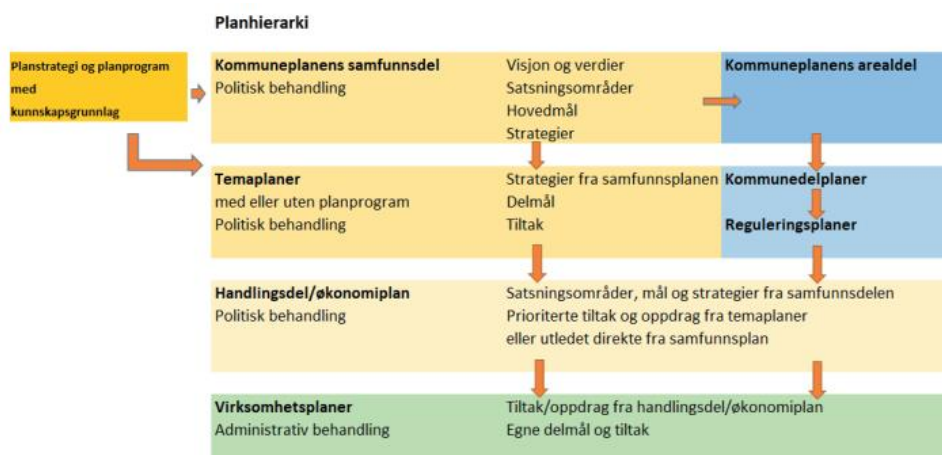 Planhierarki
Planstrategi og planprogram
med
kunnskapsgrunnlag
Kommuneplanens samfunnsdel
Politisk behandling
Visjon og verdier
Satsningsområder
Hovedmål
Strategier
Kommuneplanens arealdel
Temaplaner
med eller uten planprogram
Politisk behandling
Strategier fra samfunnsplanen
Delmål
Tiltak
Kommunedelplaner
Reguleringsplaner
Handlingsdel/økonomiplan
Politisk behandling
Satsningsområder, mål og strategier fra samfunnsdelen
Prioriterte tiltak og oppdrag fra temaplaner
eller utledet direkte fra samfunnsplan
Virksomhetsplaner
Administrativ behandling
Tiltak/oppdrag fra handlingsdel/økonomiplan
Egne delmål og tiltak